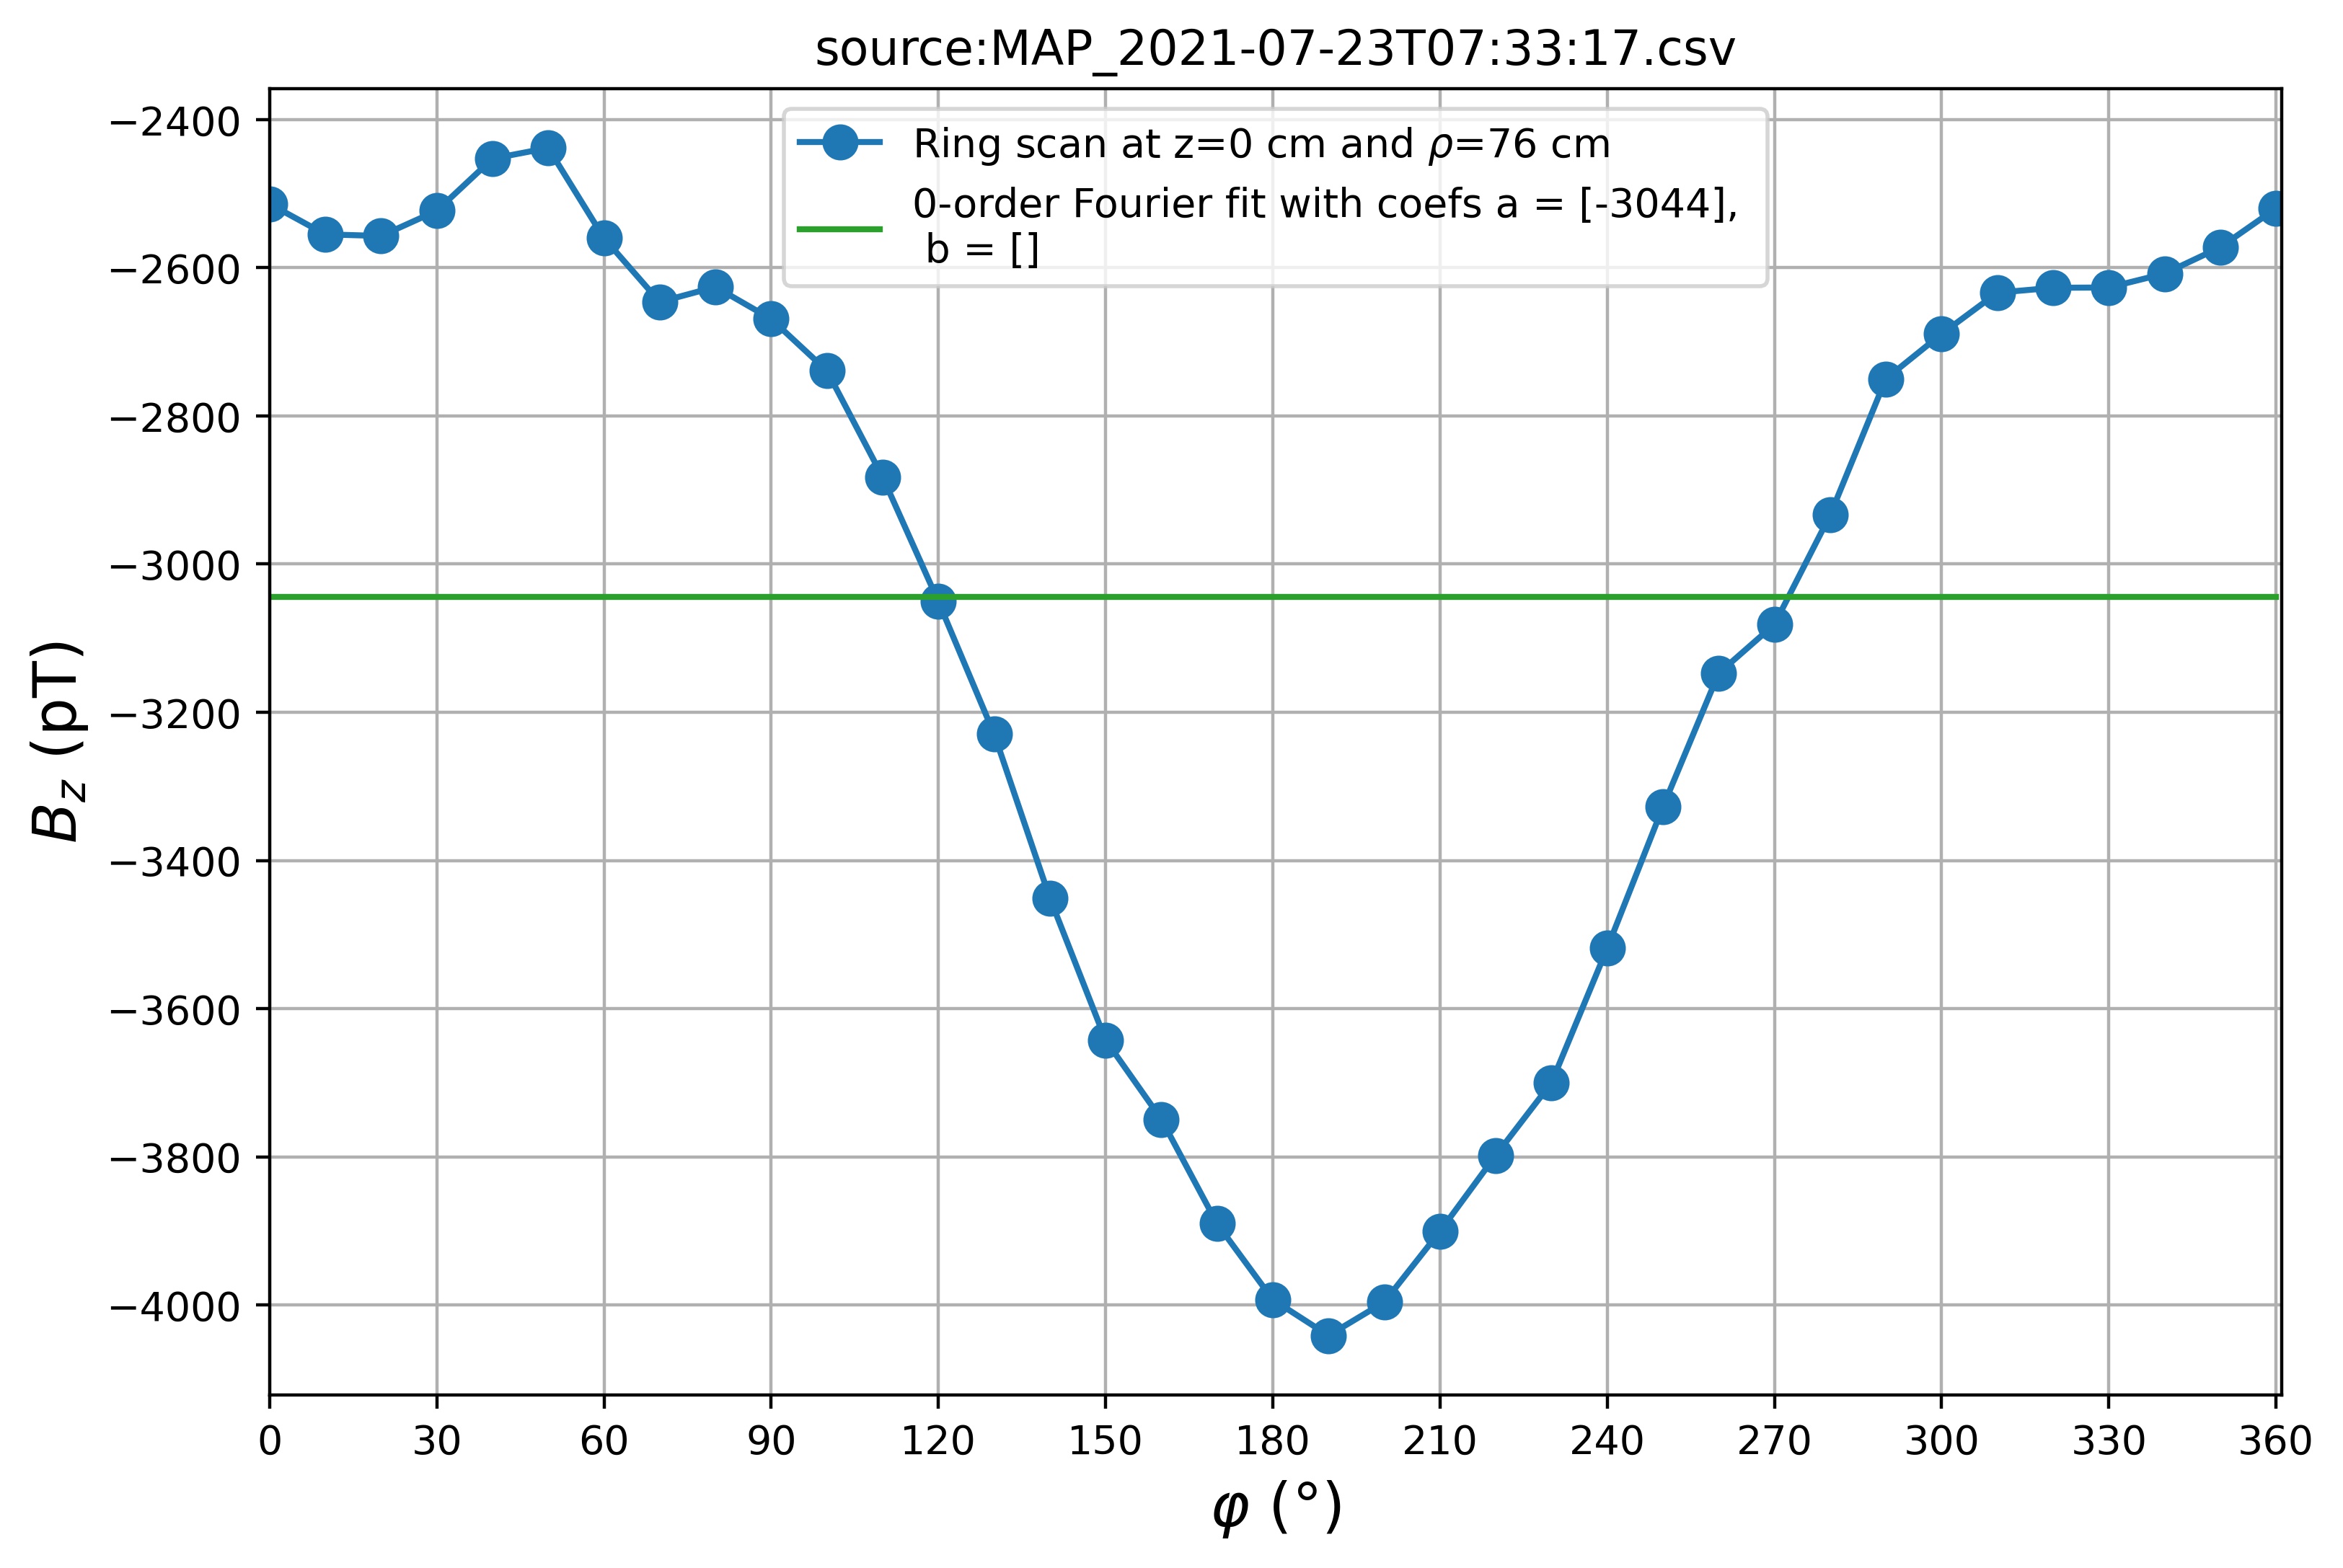 source:MAP_2021-07-23T07:33:17.csv
Ring scan at z=0 cm and ρ=76 cm
0-order Fourier fit with coefs a = [-3044],
b = []
−2400
−2600
−2800
−3000
−3200
−3400
−3600
−3800
−4000
B_z (pT)
0 30 60 90 120 150 180 210 240 270 300 330 360
φ (°)